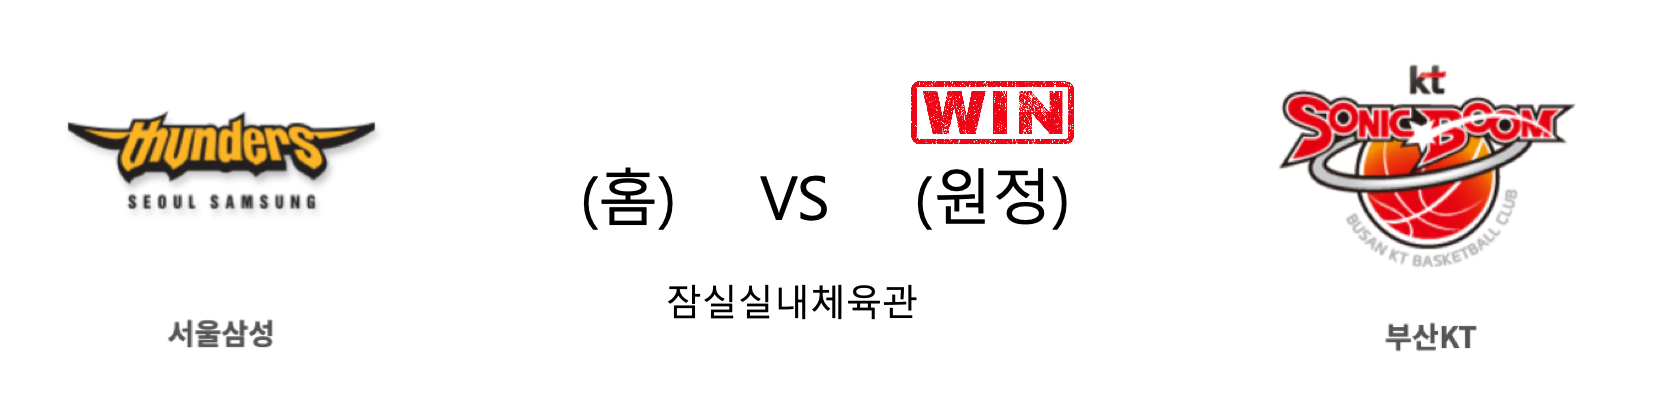 thunders
SEOUL SAMSUNG
서울삼성
(홈) VS (원정)
WIN
잠실실내체육관
kt
SONIC BOOM
BUSAN KT BASKETBALL CLUB
부산KT